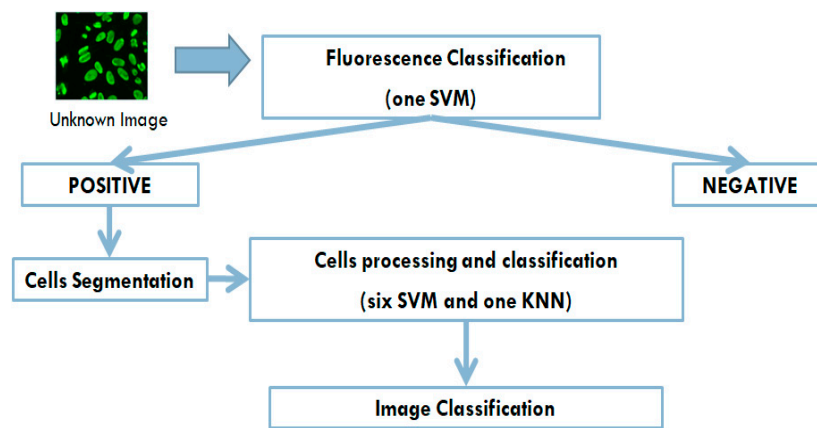 Unknown Image
Fluorescence Classification
(one SVM)
POSITIVE
NEGATIVE
Cells Segmentation
Cells processing and classification
(six SVM and one KNN)
Image Classification